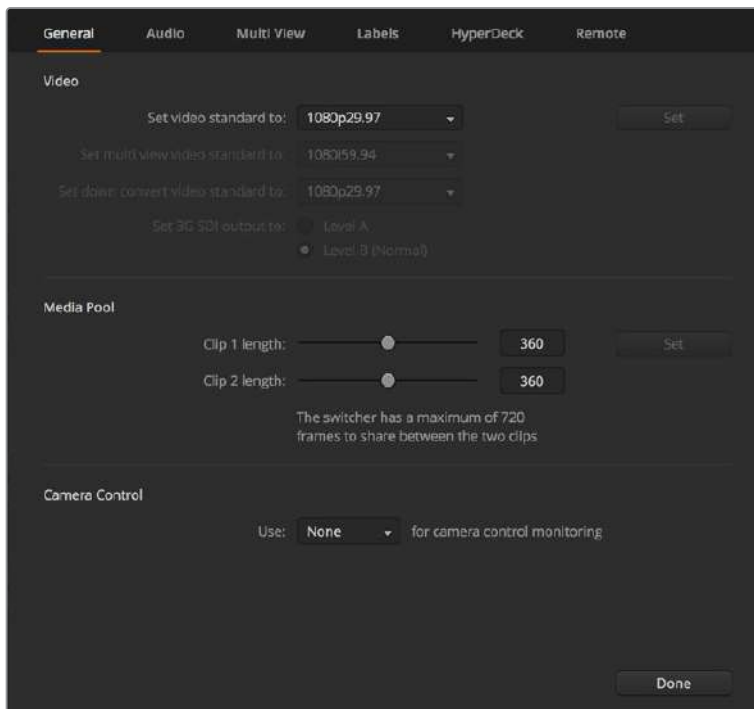 General Audio Multi View Labels HyperDeck Remote
Video
Set video standard to: 1080p29.97 Set
Set multi view video standard to: 1080i59.94
Set down convert video standard to: 1080p29.97
Set 3G SDI output to: Level A
Level B (Normal)
Media Pool
Clip 1 length: 360 Set
Clip 2 length: 360
The switcher has a maximum of 720
frames to share between the two clips
Camera Control
Use: None for camera control monitoring
Done